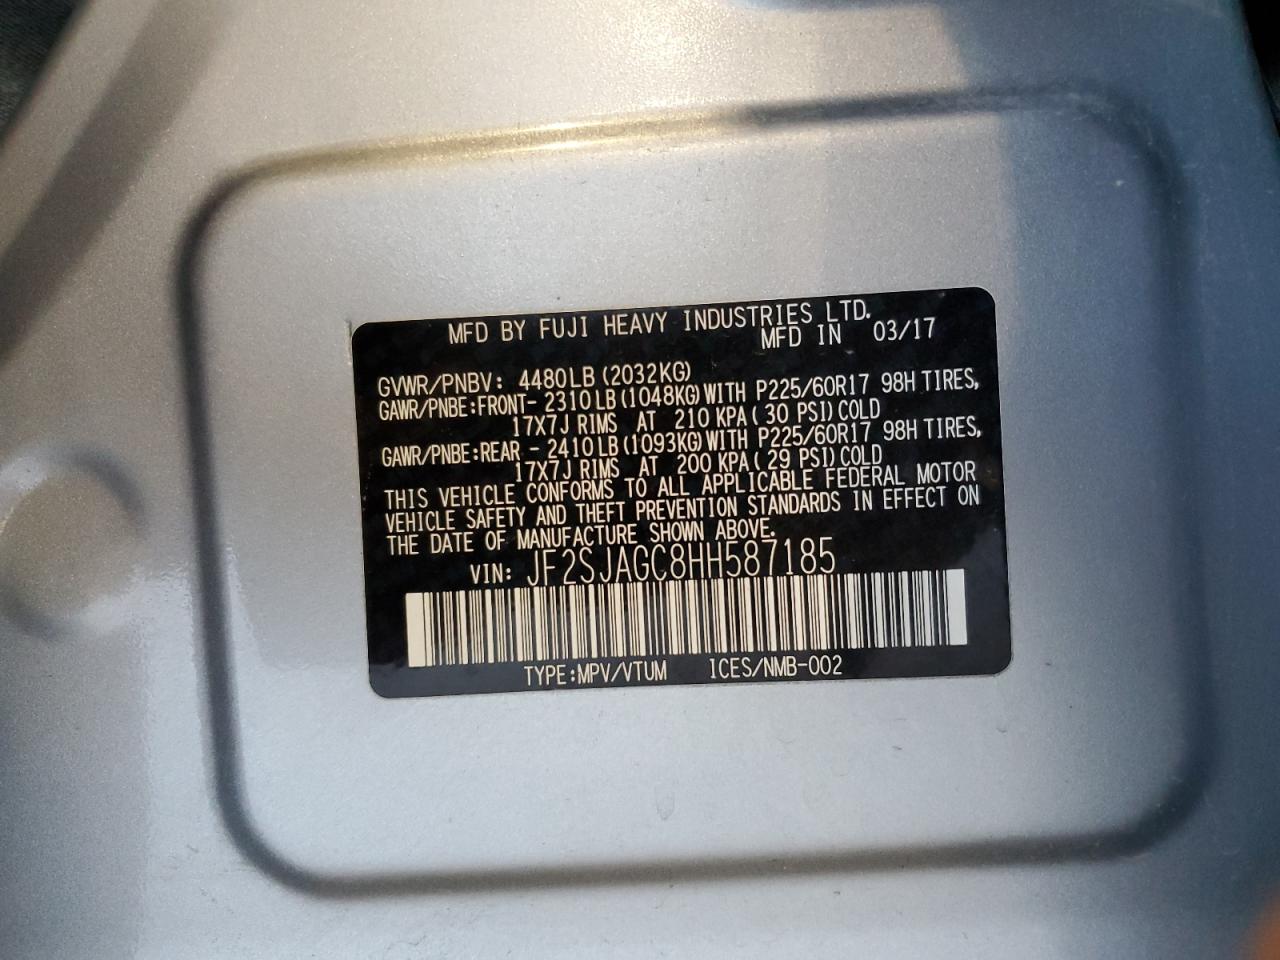 MFD BY FUJI HEAVY INDUSTRIES LTD.
MFD IN 03/17
GVWR/PNBV: 4480LB (2032KG)
GAWR/PNBE:FRONT- 2310LB (1048KG) WITH P225/60R17 98H TIRES,
17X7J RIMS AT 210 KPA (30 PSI) COLD
GAWR/PNBE:REAR - 2410LB (1093KG) WITH P225/60R17 98H TIRES,
17X7J RIMS AT 200 KPA (29 PSI) COLD
THIS VEHICLE CONFORMS TO ALL APPLICABLE FEDERAL MOTOR
VEHICLE SAFETY AND THEFT PREVENTION STANDARDS IN EFFECT ON
THE DATE OF MANUFACTURE SHOWN ABOVE.
VIN: JF2SJAGC8HH587185
TYPE:MPV/VTUM ICES/NMB-002